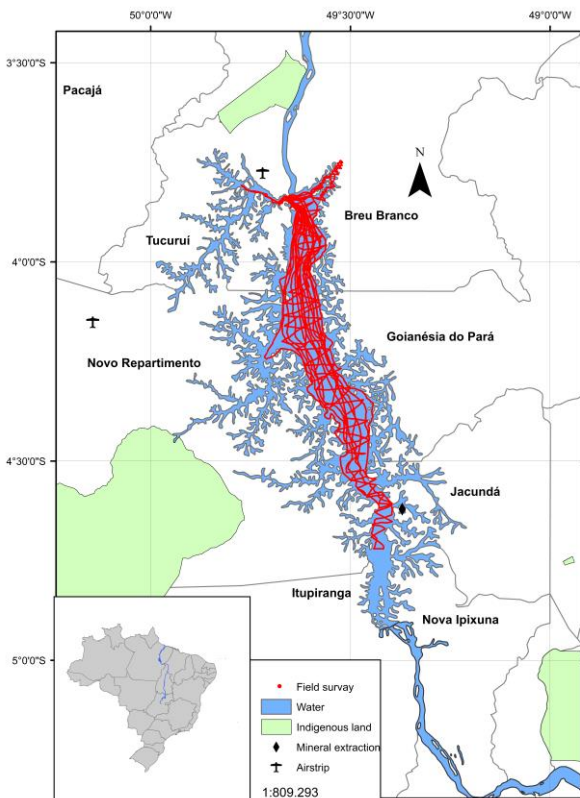 50°0'0"W 49°30'0"W 49°0'0"W
3°30'0"S
Pacajá
N
Breu Branco
Tucuruí
4°0'0"S
Goianésia do Pará
Novo Repartimento
4°30'0"S
Jacundá
Itupiranga
Nova Ipixuna
5°0'0"S
Field survay
Water
Indigenous land
Mineral extraction
Airstrip
1:809.293